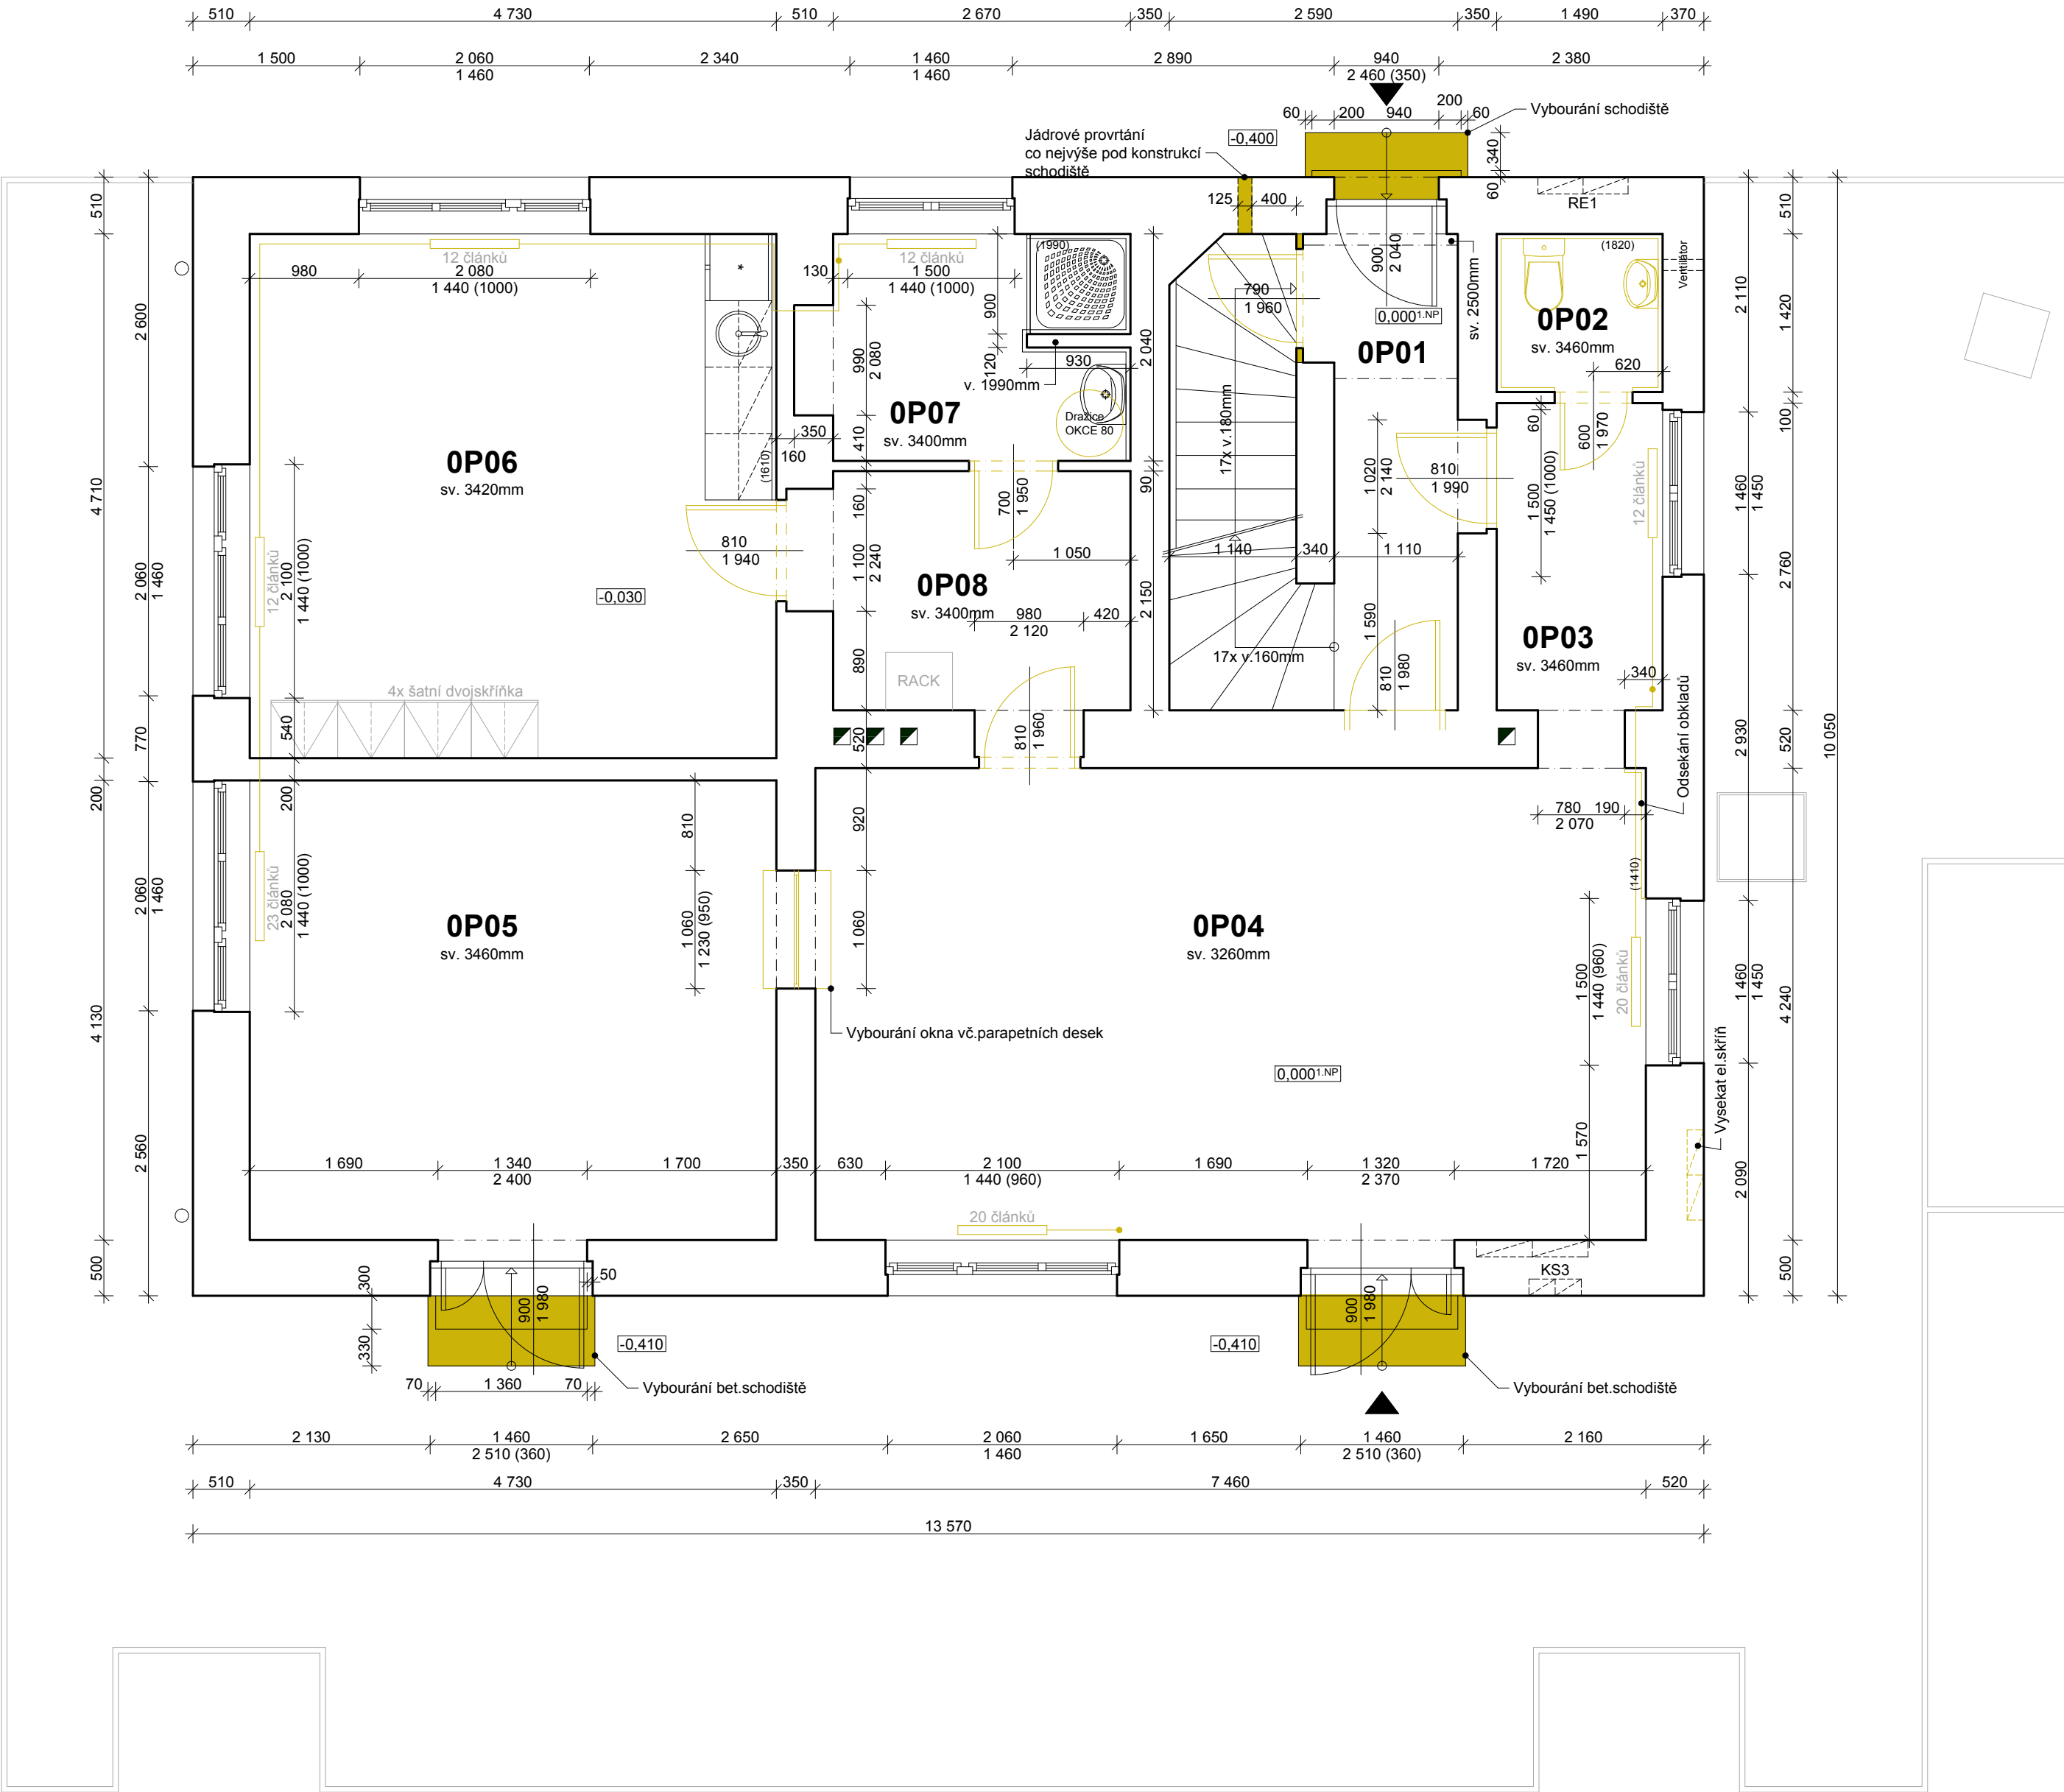 510
4 730
510
2 670
350
2 590
350
1 490
370
1 500
2 060
1 460
2 340
1 460
1 460
2 890
940
2 460 (350)
2 380
60
200
940
200
60
Vybourání schodiště
Jádrové provrtání
co nejvýše pod konstrukcí
schodiště
-0,400
340
60
125
400
RE1
510
2 600
4 710
2 060
1 460
770
200
2 060
1 460
4 130
2 560
500
12 článků
980
2 080
1 440 (1000)
130
12 článků
1 500
1 440 (1000)
(1990)
900
120
930
v. 1990mm
2 040
990
2 080
410
350
160
(1610)
0P07
sv. 3400mm
Dražice
OKCE 80
0P06
sv. 3420mm
810
1 940
-0,030
12 článků
2 100
1 440 (1000)
4x šatní dvojskříňka
540
160
1 100
2 240
890
700
1 950
1 050
0P08
sv. 3400mm
980
2 120
420
RACK
90
2 150
520
810
1 960
790
1 960
17x v.180mm
1 140
340
1 110
17x v.160mm
900
2 040
0,000 1.NP
sv. 2500mm
0P01
1 020
2 140
1 590
810
1 990
810
1 980
(1820)
Ventilátor
0P02
sv. 3460mm
620
60
600
1 970
1 500
1 450 (1000)
12 článků
0P03
sv. 3460mm
340
Odsekání obkladů
780
190
2 070
(1410)
2 110
1 460
1 450
2 930
1 460
1 450
2 090
510
1 420
100
2 760
520
4 240
500
10 050
200
23 článků
2 080
1 440 (1000)
0P05
sv. 3460mm
810
1 060
1 230 (950)
920
1 060
Vybourání okna vč.parapetních desek
0P04
sv. 3260mm
0,000 1.NP
1 500
1 440 (960)
20 článků
1 570
Vysekat el.skříň
1 690
1 340
2 400
1 700
350
630
2 100
1 440 (960)
1 690
1 320
2 370
1 720
20 článků
KS3
300
330
50
900
1 980
-0,410
70
1 360
70
Vybourání bet.schodiště
900
1 980
-0,410
Vybourání bet.schodiště
2 130
1 460
2 510 (360)
2 650
2 060
1 460
1 650
1 460
2 510 (360)
2 160
510
4 730
350
7 460
520
13 570